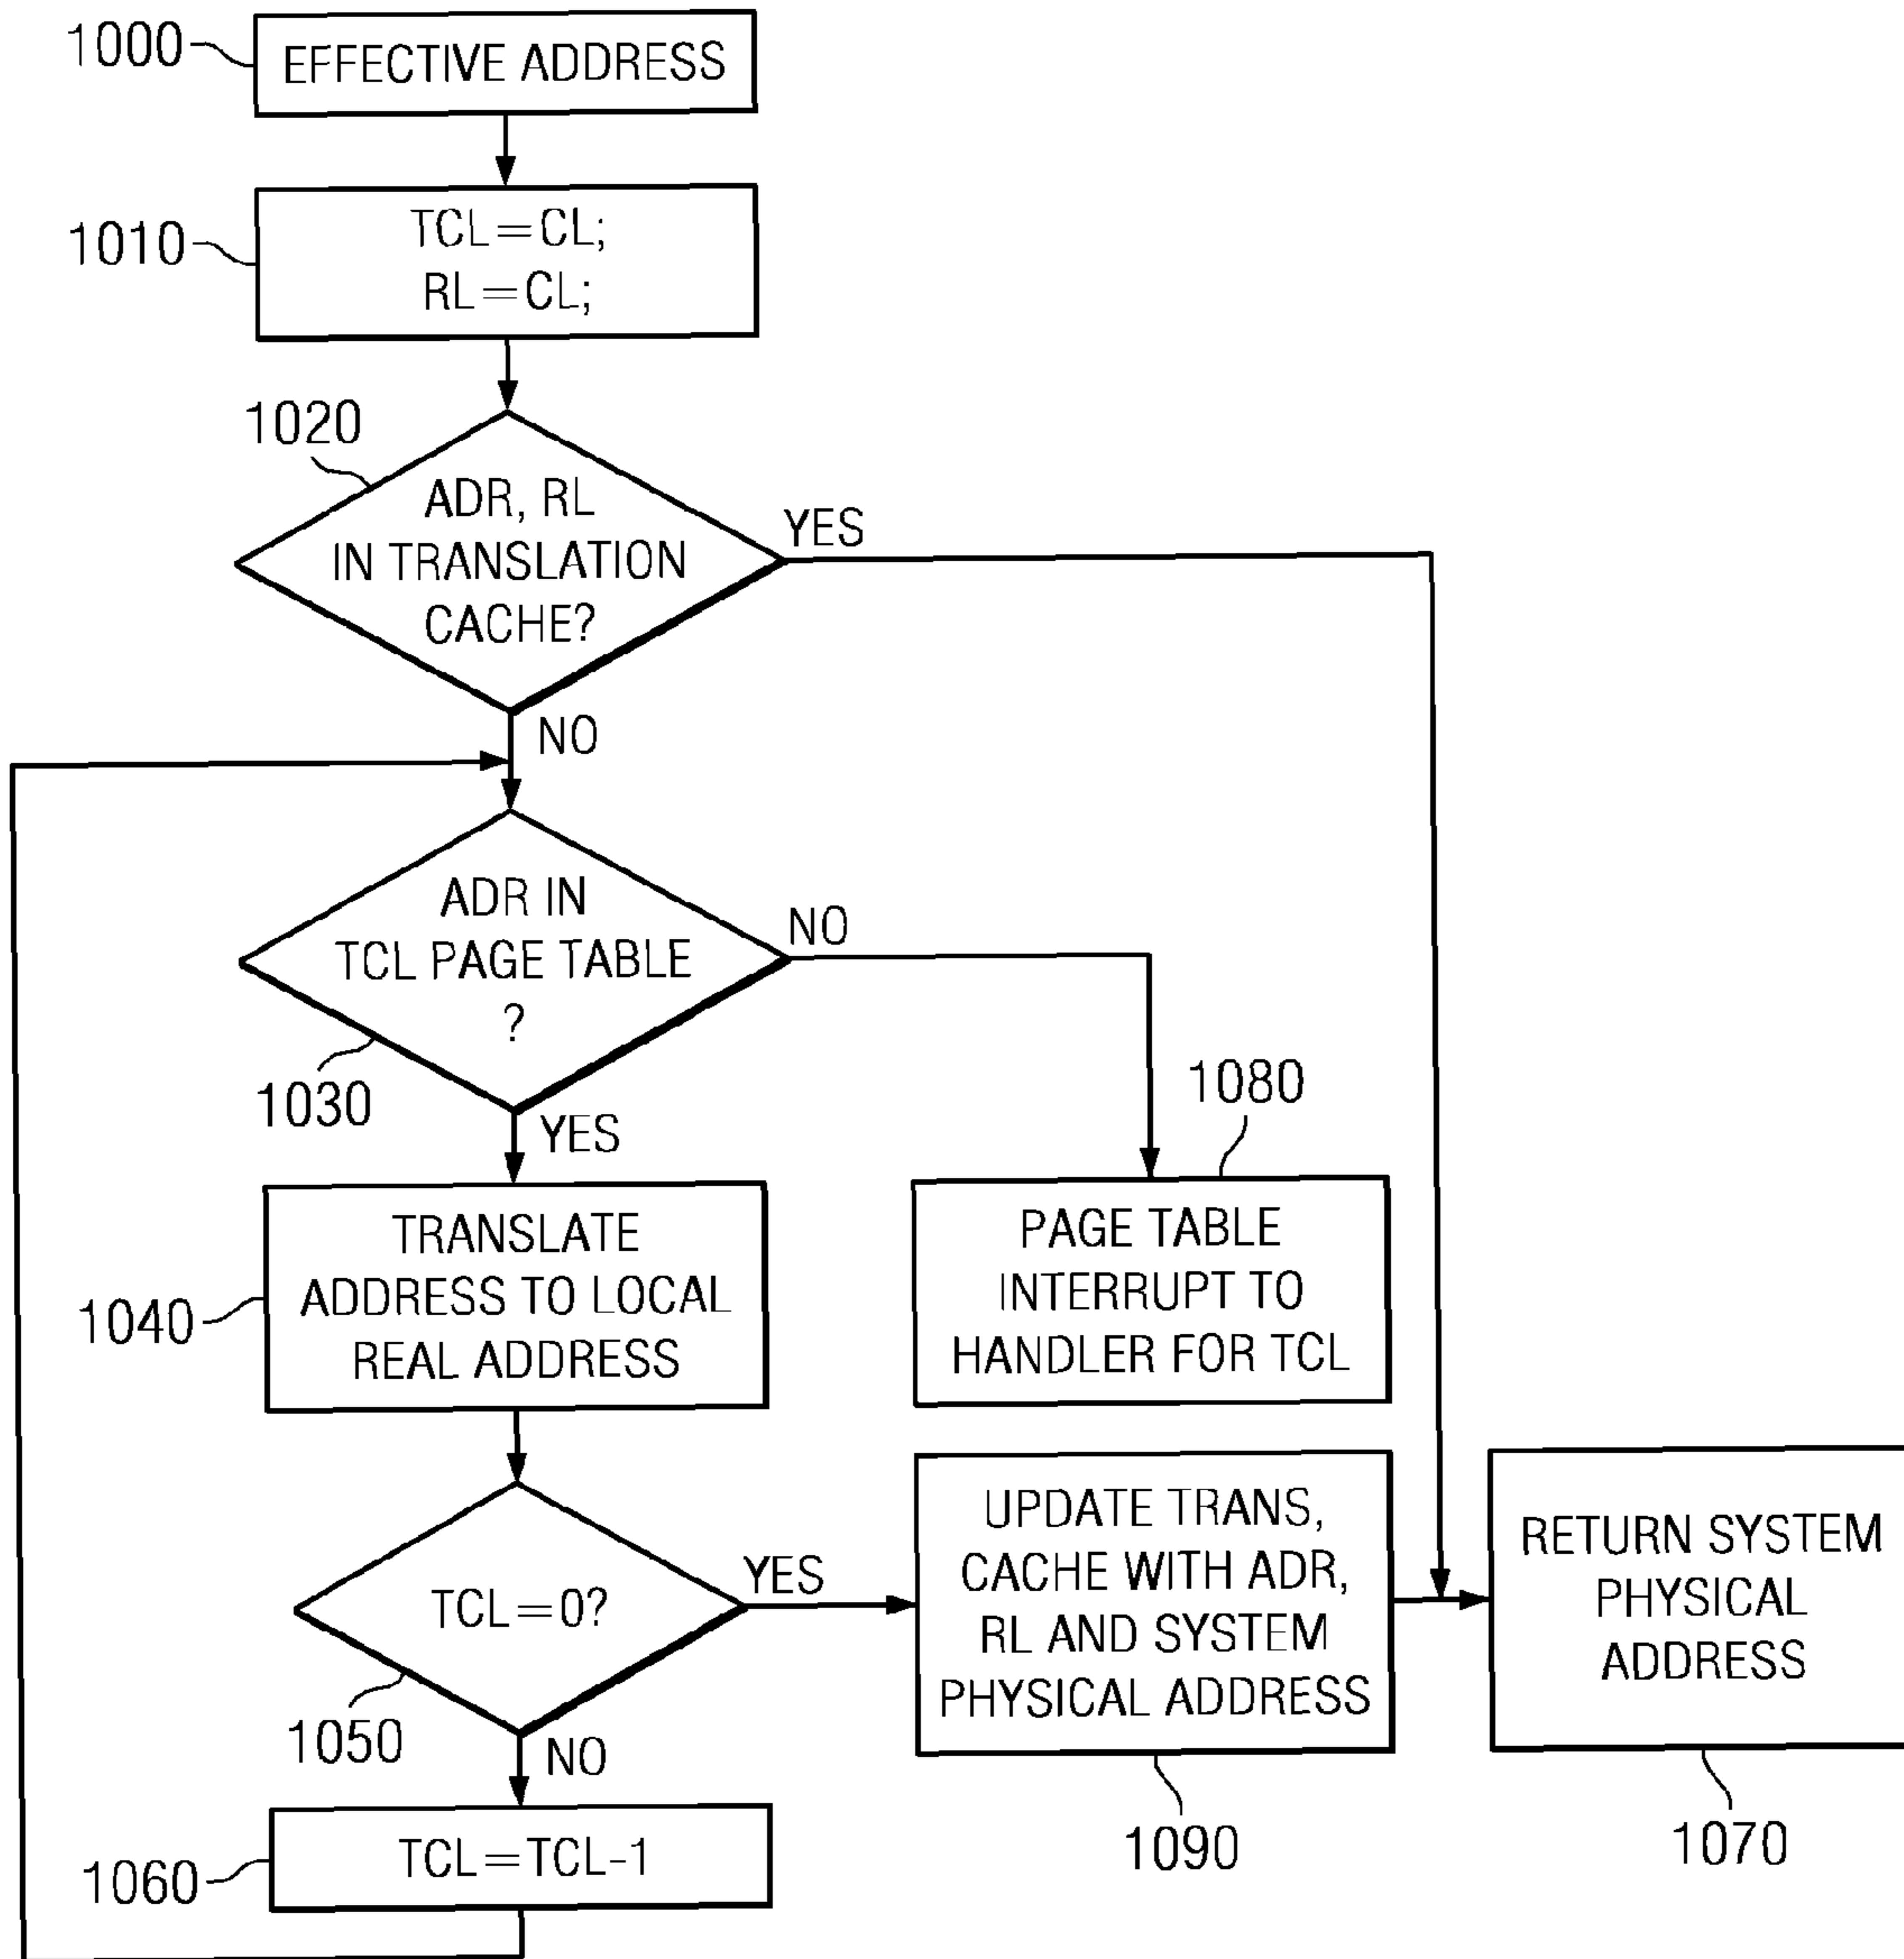 1000
EFFECTIVE ADDRESS
1010
TCL=CL;
RL=CL;
1020
ADR, RL
IN TRANSLATION
CACHE?
YES
NO
ADR IN
TCL PAGE TABLE
?
NO
1030
YES
1080
TRANSLATE
ADDRESS TO LOCAL
REAL ADDRESS
1040
PAGE TABLE
INTERRUPT TO
HANDLER FOR TCL
TCL=0?
YES
1050
NO
UPDATE TRANS,
CACHE WITH ADR,
RL AND SYSTEM
PHYSICAL ADDRESS
1090
RETURN SYSTEM
PHYSICAL
ADDRESS
1070
1060
TCL=TCL-1